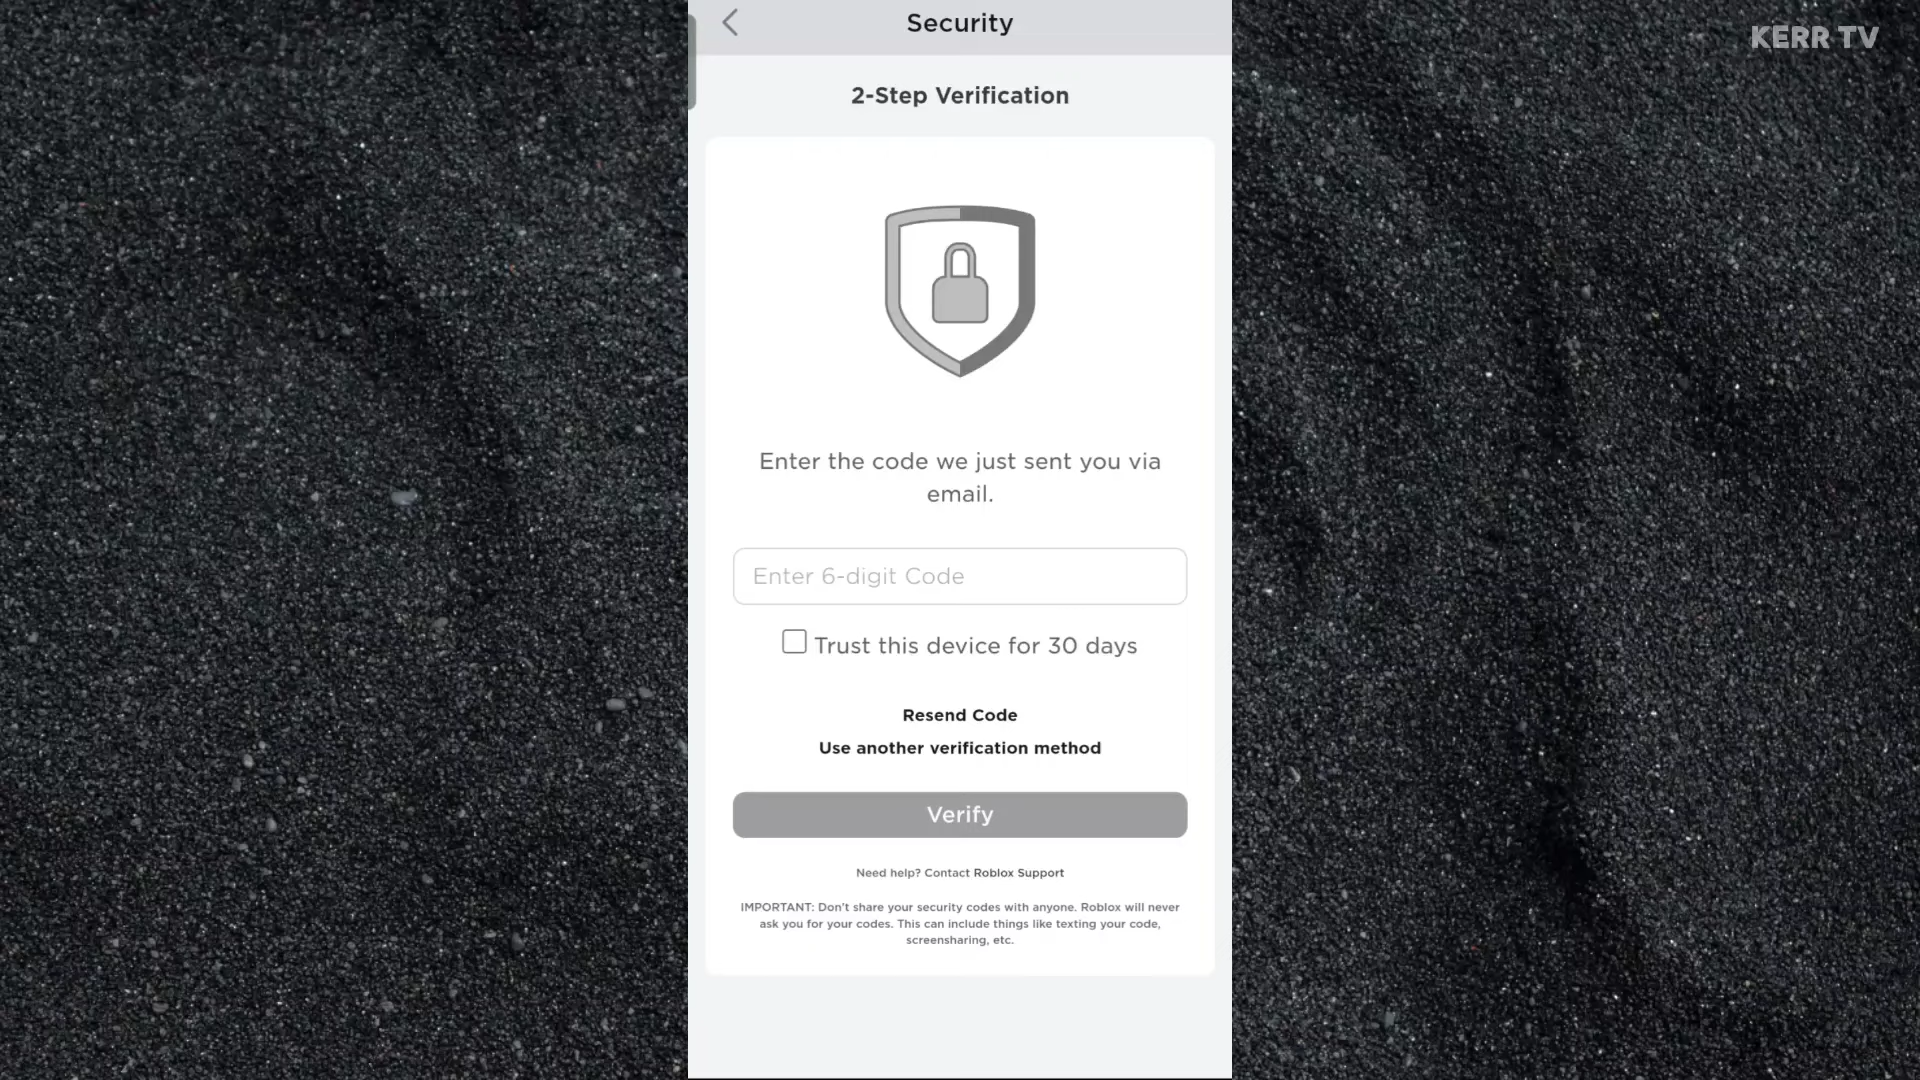 Security
KERR TV
2-Step Verification
Enter the code we just sent you via
email.
Enter 6-digit Code
Trust this device for 30 days
Resend Code
Use another verification method
Verify
Need help? Contact Roblox Support
IMPORTANT: Don't share your security codes with anyone. Roblox will never
ask you for your codes. This can include things like texting your code,
screensharing, etc.